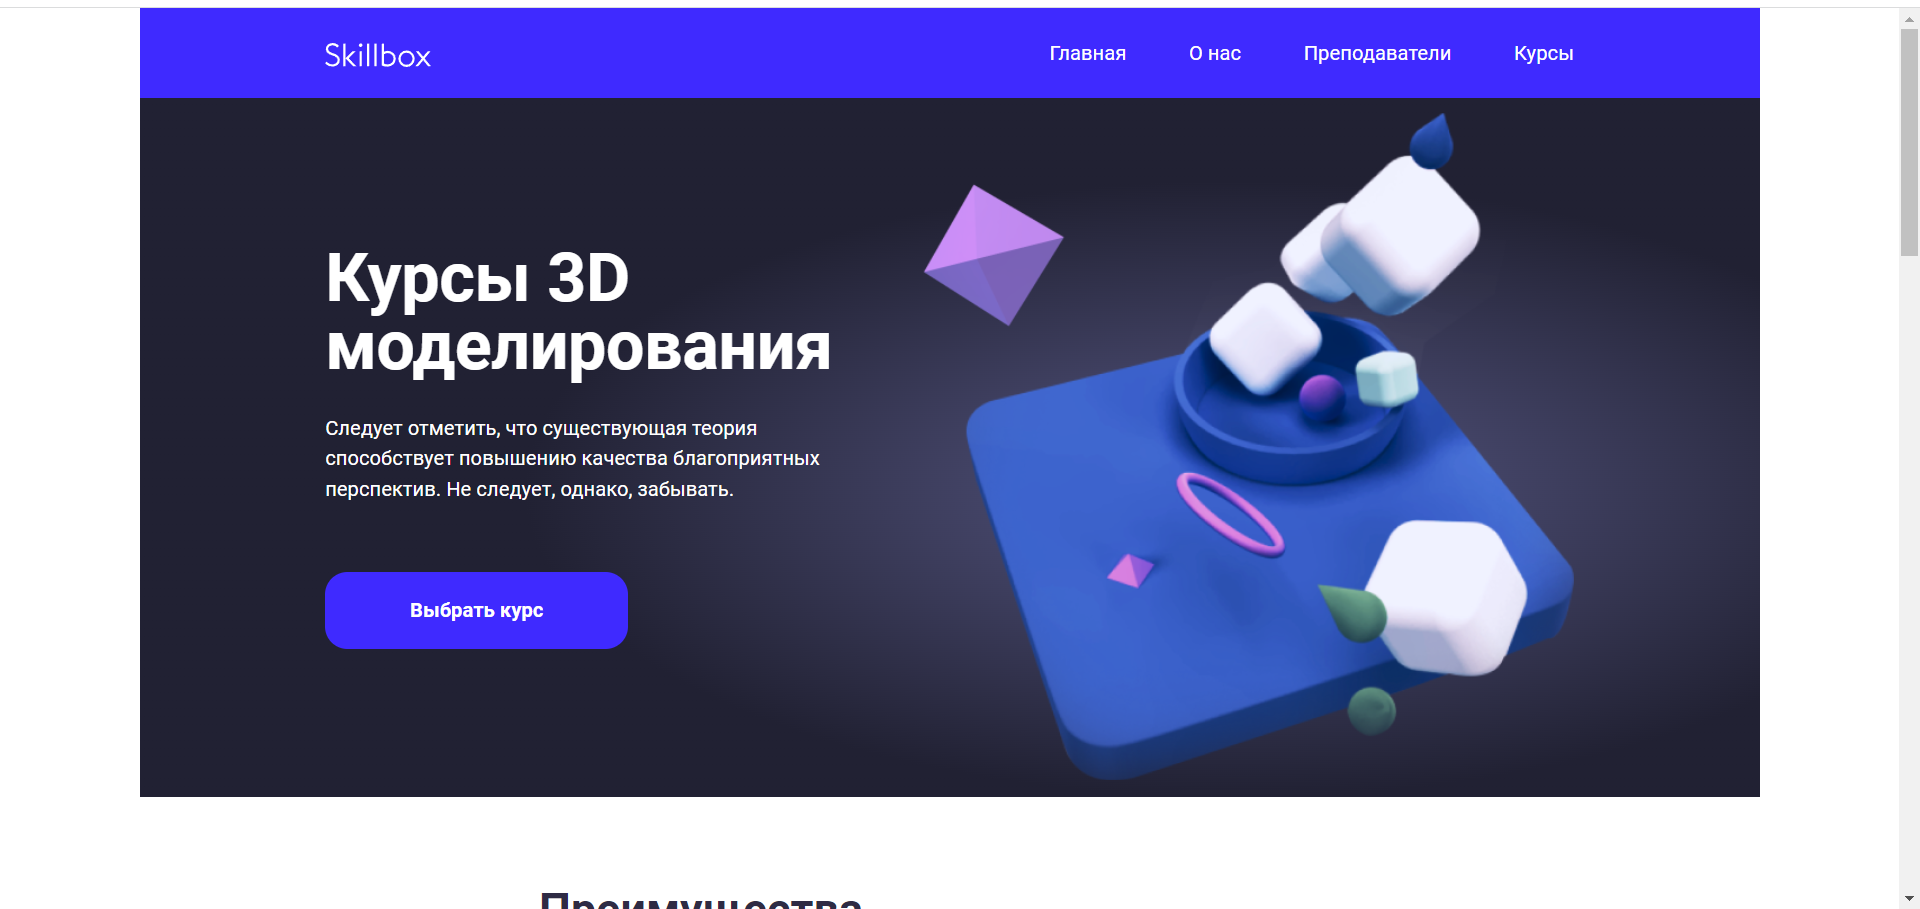 Skillbox
Главная
О нас
Преподаватели
Курсы
Курсы 3D
моделирования
Следует отметить, что существующая теория
способствует повышению качества благоприятных
перспектив. Не следует, однако, забывать.
Выбрать курс
Преимущества